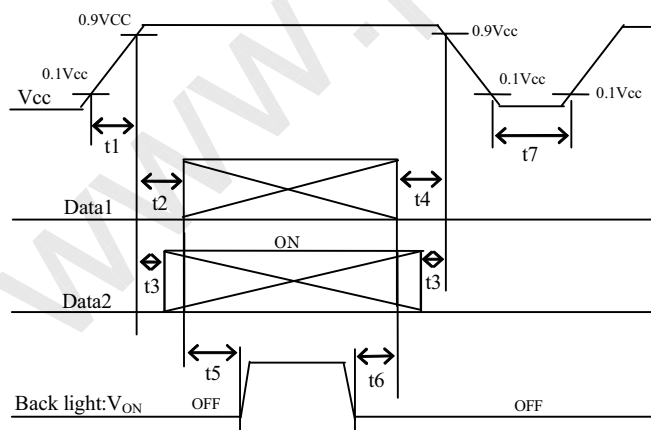 0.9VCC
0.9Vcc
0.1Vcc
0.1Vcc
0.1Vcc
Vcc
t1
t7
t2
t4
Data1
ON
t3
t3
Data2
t5
t6
Back light:VON
OFF
OFF
www.